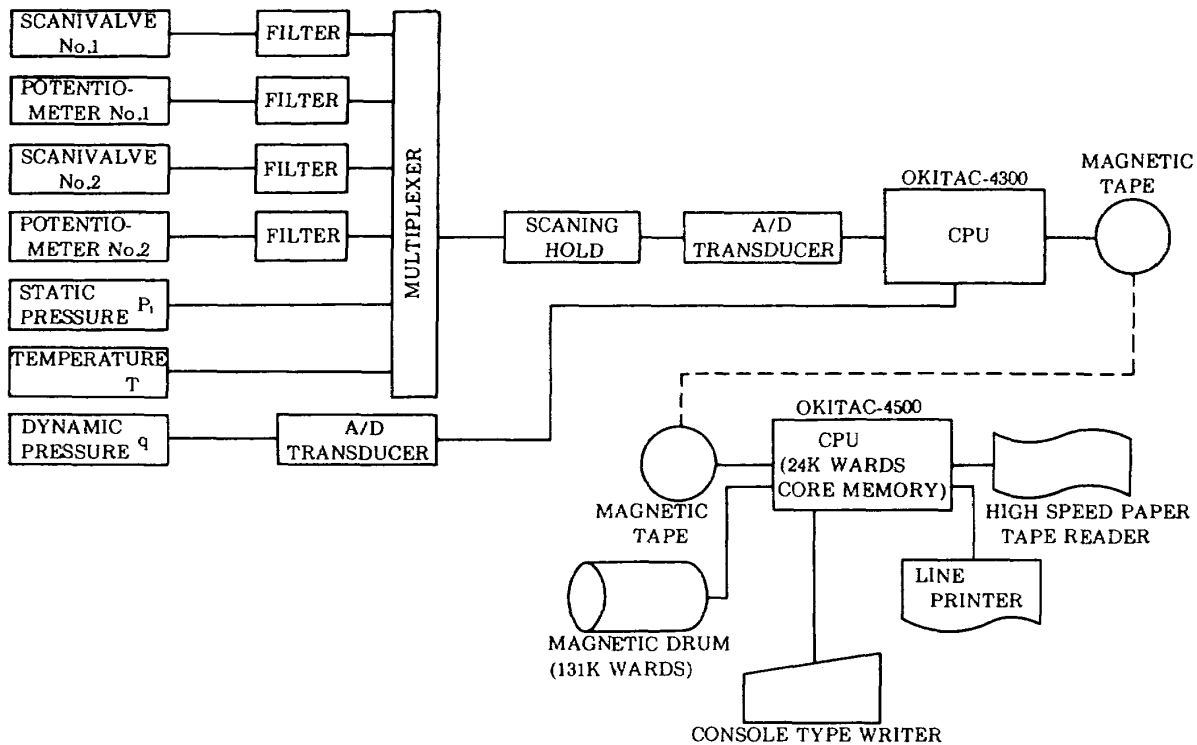 SCANIVALVE
No.1
FILTER
POTENTIO-
METER No.1
FILTER
SCANIVALVE
No.2
FILTER
POTENTIO-
METER No.2
FILTER
STATIC
PRESSURE P₁
TEMPERATURE
T
DYNAMIC
PRESSURE q
A/D
TRANSDUCER
MULTIPLEXER
SCANING
HOLD
A/D
TRANSDUCER
OKITAC-4300
CPU
MAGNETIC
TAPE
OKITAC-4500
CPU
(24K WARDS
CORE MEMORY)
MAGNETIC
TAPE
HIGH SPEED PAPER
TAPE READER
LINE
PRINTER
MAGNETIC DRUM
(131K WARDS)
CONSOLE TYPE WRITER